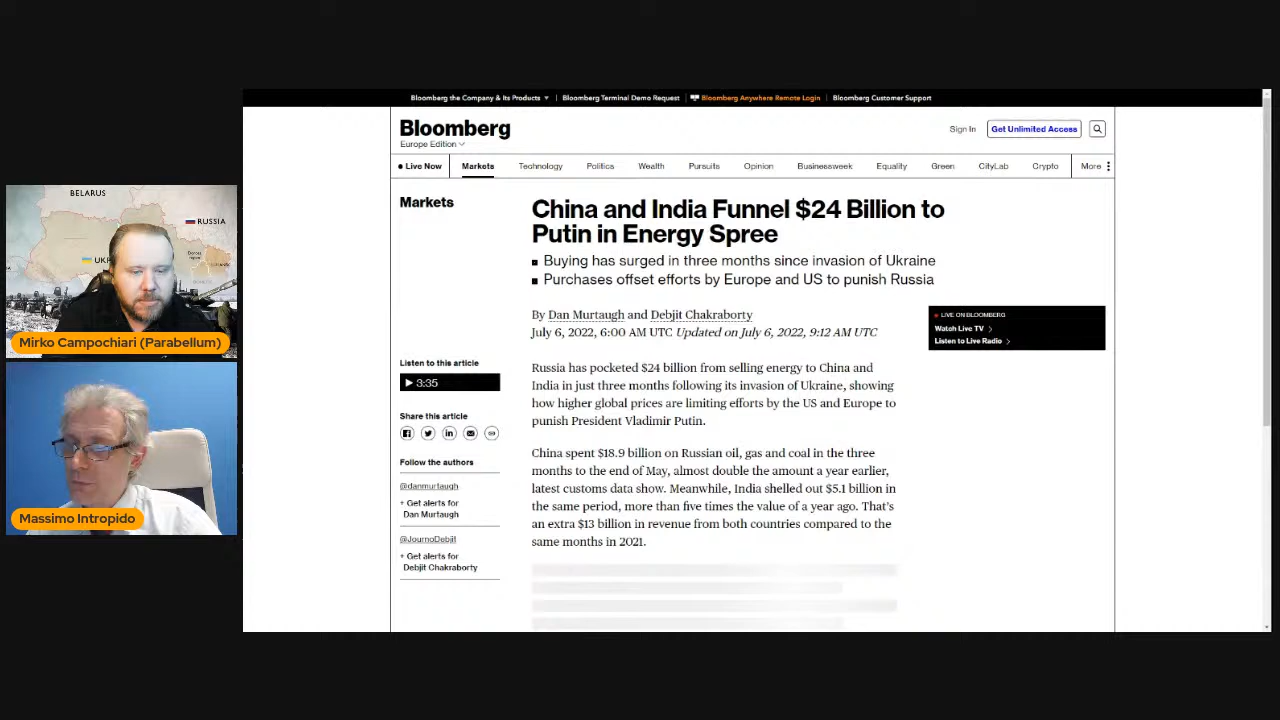 Bloomberg the Company & Its Products
Bloomberg Terminal Demo Request
Bloomberg Anywhere Remote Login
Bloomberg Customer Support
Bloomberg
Europe Edition
Sign In
Get Unlimited Access
Live Now
Markets
Technology
Politics
Wealth
Pursuits
Opinion
Businessweek
Equality
Green
CityLab
Crypto
More
Markets
China and India Funnel $24 Billion to
Putin in Energy Spree
Buying has surged in three months since invasion of Ukraine
Purchases offset efforts by Europe and US to punish Russia
By Dan Murtaugh and Debjit Chakraborty
July 6, 2022, 6:00 AM UTC Updated on July 6, 2022, 9:12 AM UTC
LIVE ON BLOOMBERG
Watch Live TV
Listen to Live Radio
Listen to this article
3:35
Share this article
Follow the authors
@danmurtaugh
+ Get alerts for
Dan Murtaugh
@JournoDebjit
+ Get alerts for
Debjit Chakraborty
Russia has pocketed $24 billion from selling energy to China and
India in just three months following its invasion of Ukraine, showing
how higher global prices are limiting efforts by the US and Europe to
punish President Vladimir Putin.
China spent $18.9 billion on Russian oil, gas and coal in the three
months to the end of May, almost double the amount a year earlier,
latest customs data show. Meanwhile, India shelled out $5.1 billion in
the same period, more than five times the value of a year ago. That's
an extra $13 billion in revenue from both countries compared to the
same months in 2021.
BELARUS
RUSSIA
Mirko Campochiari (Parabellum)
Massimo Intropido